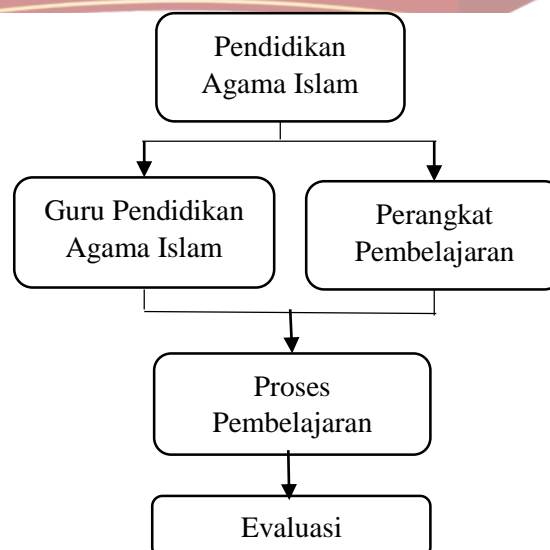 Pendidikan
Agama Islam
Guru Pendidikan
Agama Islam
Perangkat
Pembelajaran
Proses
Pembelajaran
Evaluasi